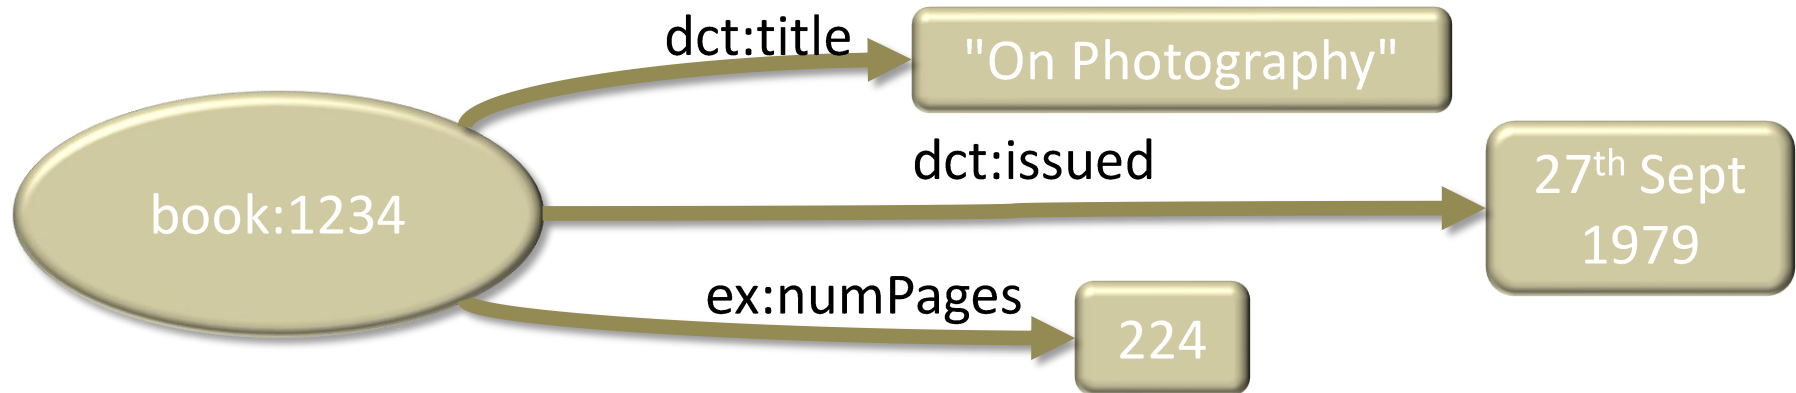 dct:title
"On Photography"
dct:issued
27th Sept
1979
book:1234
ex:numPages
224